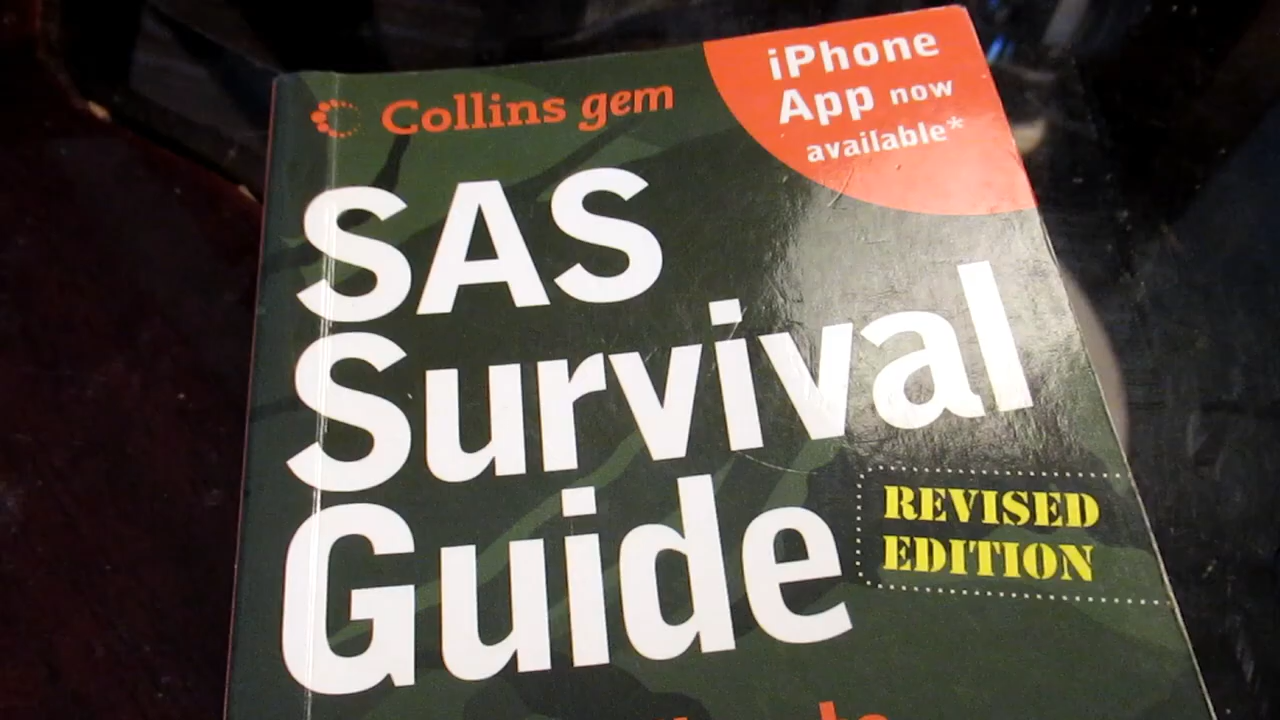 Collins gem
iPhone
App now
available*
SAS
Survival
Guide
REVISED
EDITION